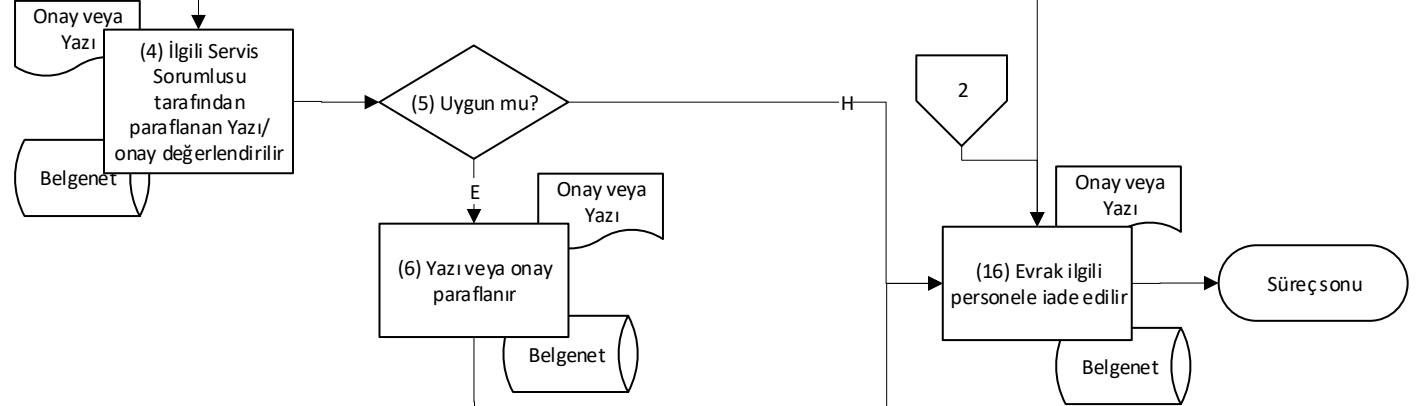 Onay veya
Yazı
(4) İlgili Servis
Sorumlusu
tarafından
paraflanan Yazı/
onay değerlendirilir
Belgenet
(5) Uygun mu?
H
E
Onay veya
Yazı
(6) Yazı veya onay
paraflanır
Belgenet
2
Onay veya
Yazı
(16) Evrak ilgili
personele iade edilir
Belgenet
Süreç sonu